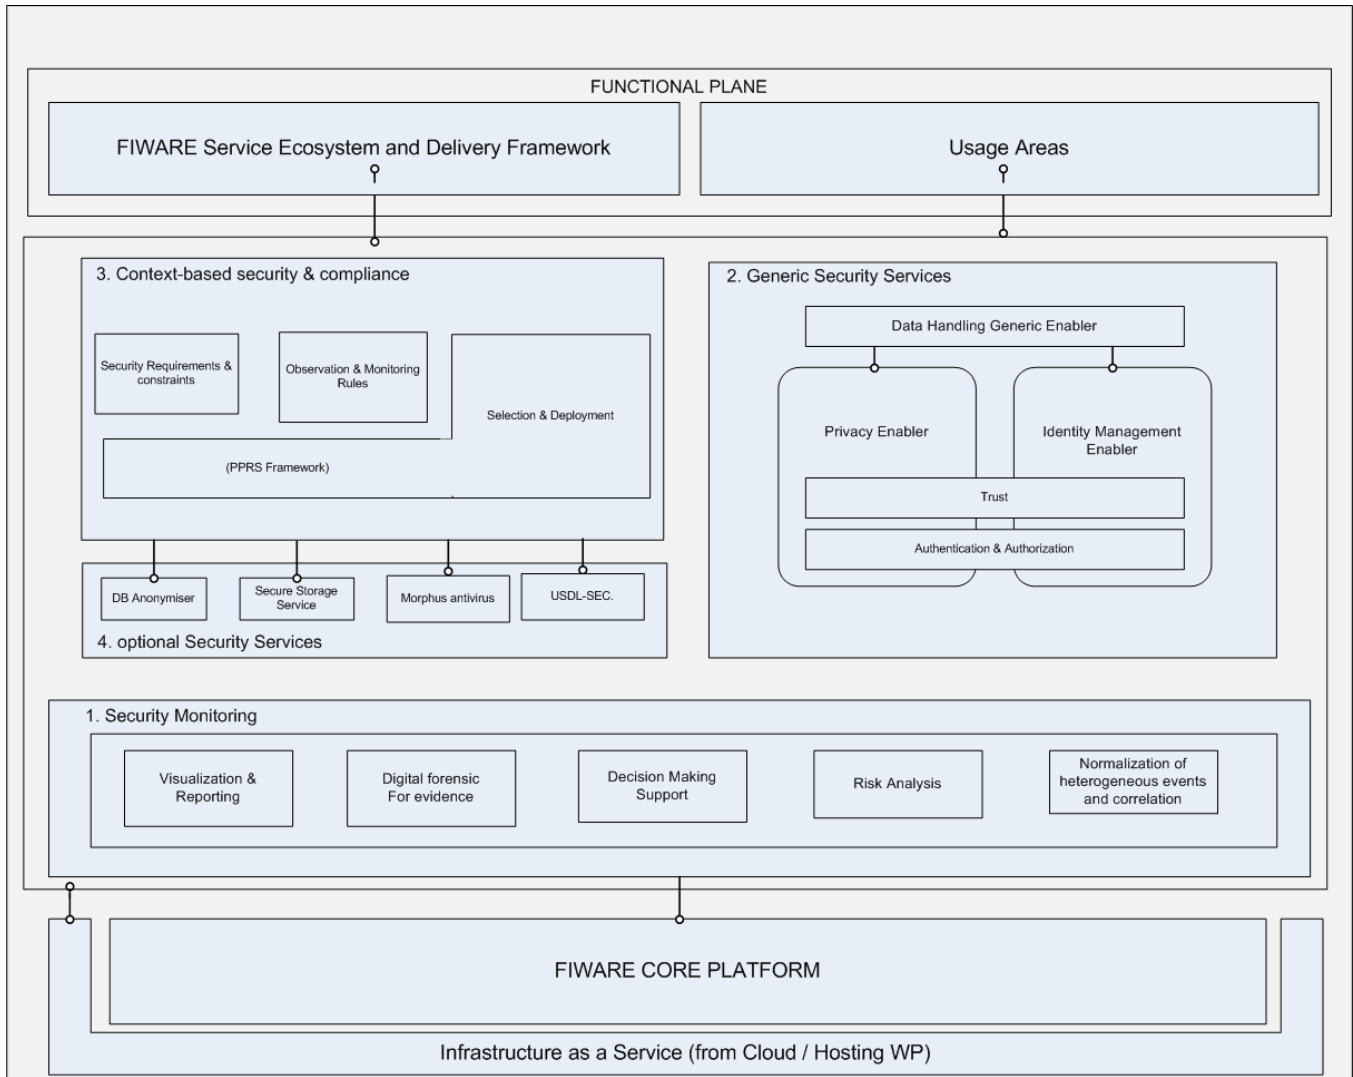 FUNCTIONAL PLANE
FIWARE Service Ecosystem and Delivery Framework
Usage Areas
3. Context-based security & compliance
Security Requirements &
constraints
Observation & Monitoring
Rules
Selection & Deployment
(PPRS Framework)
2. Generic Security Services
Data Handling Generic Enabler
Privacy Enabler
Identity Management
Enabler
Trust
Authentication & Authorization
DB Anonymiser
Secure Storage
Service
Morphus antivirus
USDL-SEC.
4. optional Security Services
1. Security Monitoring
Visualization &
Reporting
Digital forensic
For evidence
Decision Making
Support
Risk Analysis
Normalization of
heterogeneous events
and correlation
FIWARE CORE PLATFORM
Infrastructure as a Service (from Cloud / Hosting WP)